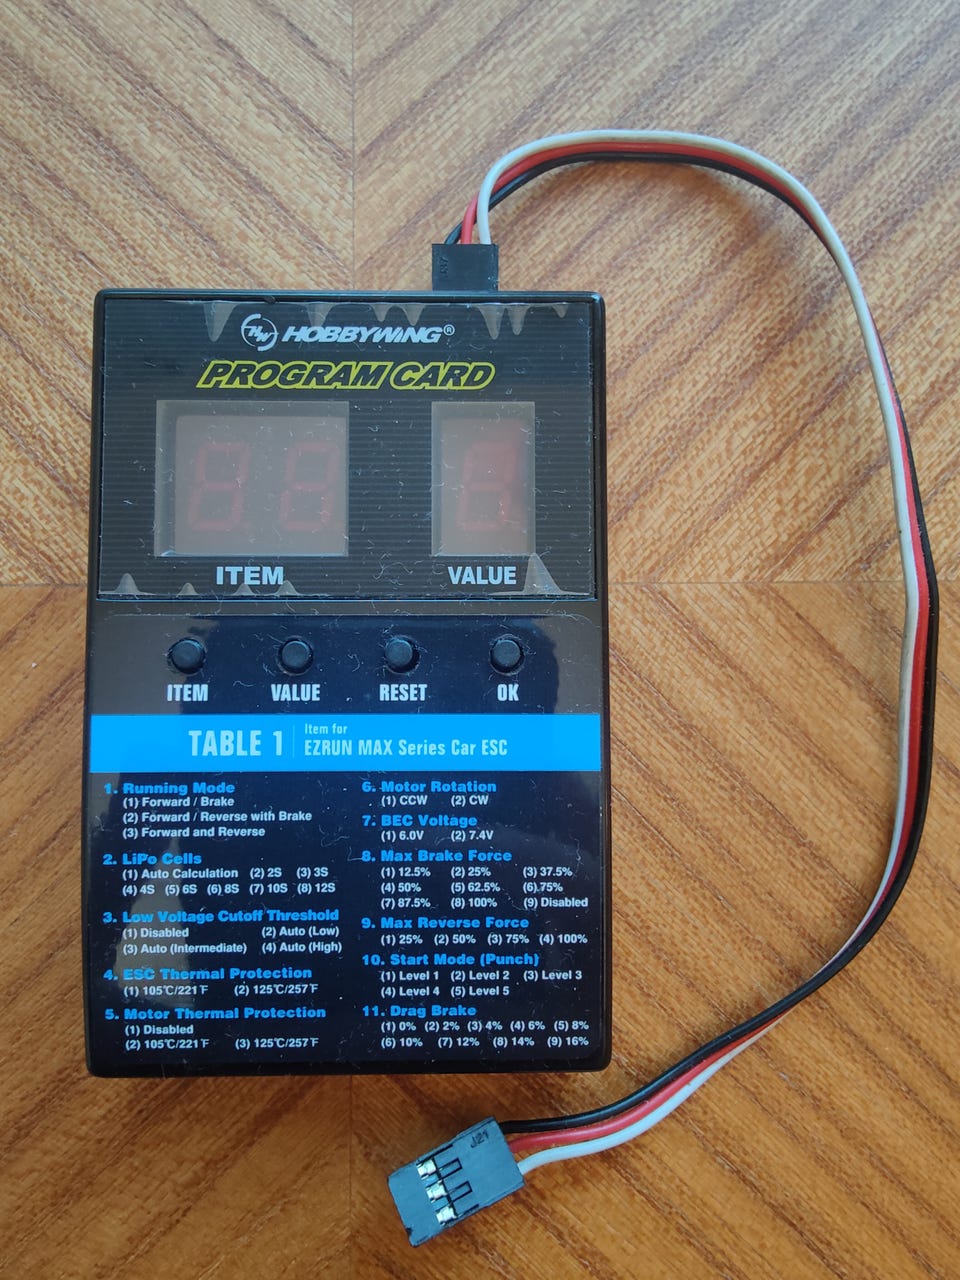 HW HOBBYWING®
PROGRAM CARD
ITEM VALUE
ITEM VALUE RESET OK
TABLE 1
Item for
EZRUN MAX Series Car ESC
1. Running Mode
(1) Forward / Brake
(2) Forward / Reverse with Brake
(3) Forward and Reverse
2. LiPo Cells
(1) Auto Calculation (2) 2S (3) 3S
(4) 4S (5) 6S (6) 8S (7) 10S (8) 12S
3. Low Voltage Cutoff Threshold
(1) Disabled (2) Auto (Low)
(3) Auto (Intermediate) (4) Auto (High)
4. ESC Thermal Protection
(1) 105℃/221℉ (2) 125℃/257℉
5. Motor Thermal Protection
(1) Disabled
(2) 105℃/221℉ (3) 125℃/257℉
6. Motor Rotation
(1) CCW (2) CW
7. BEC Voltage
(1) 6.0V (2) 7.4V
8. Max Brake Force
(1) 12.5% (2) 25% (3) 37.5%
(4) 50% (5) 62.5% (6) 75%
(7) 87.5% (8) 100% (9) Disabled
9. Max Reverse Force
(1) 25% (2) 50% (3) 75% (4) 100%
10. Start Mode (Punch)
(1) Level 1 (2) Level 2 (3) Level 3
(4) Level 4 (5) Level 5
11. Drag Brake
(1) 0% (2) 2% (3) 4% (4) 6% (5) 8%
(6) 10% (7) 12% (8) 14% (9) 16%